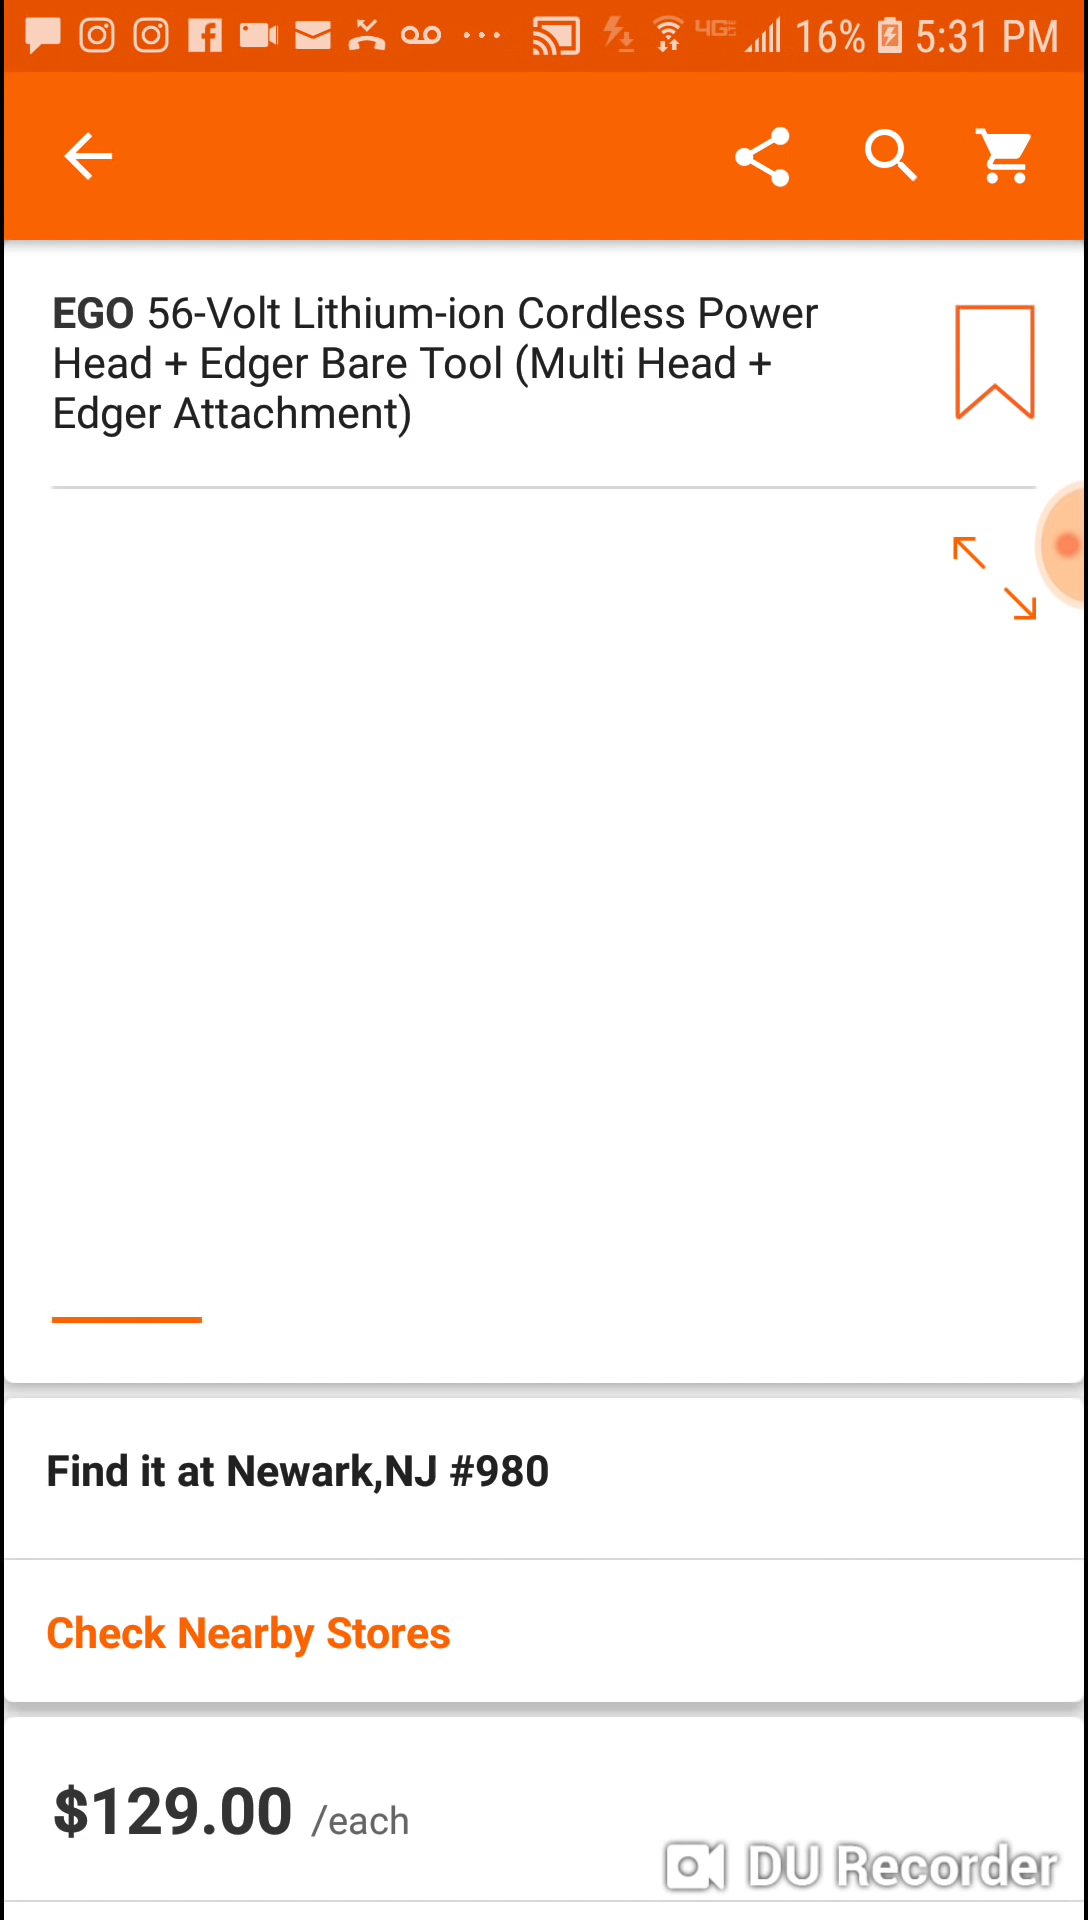 4G 16% 5:31 PM
EGO 56-Volt Lithium-ion Cordless Power
Head + Edger Bare Tool (Multi Head +
Edger Attachment)
Find it at Newark,NJ #980
Check Nearby Stores
$129.00 /each
DU Recorder